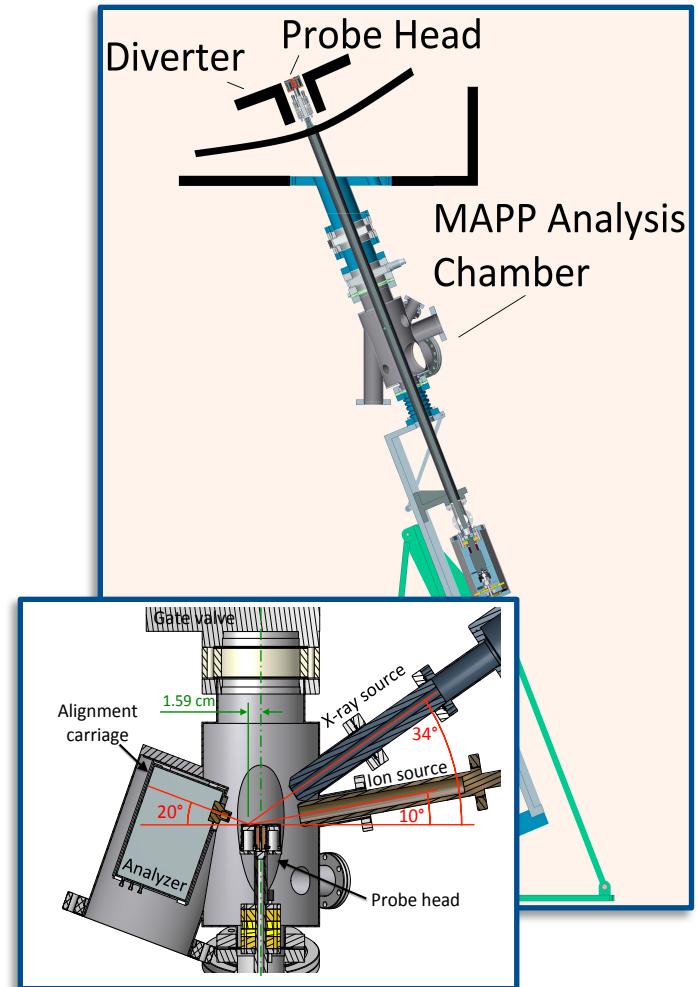 Probe Head
Diverter
MAPP Analysis
Chamber
Gate valve
1.59 cm
X-ray source
Alignment
carriage
34°
Ion source
20°
10°
Analyzer
Probe head